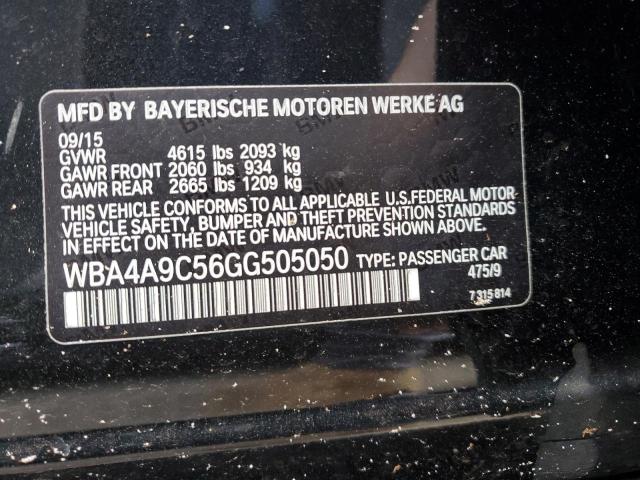 MFD BY BAYERISCHE MOTOREN WERKE AG
09/15
GVWR 4615 lbs 2093 kg
GAWR FRONT 2060 lbs 934 kg
GAWR REAR 2665 lbs 1209 kg
THIS VEHICLE CONFORMS TO ALL APPLICABLE U.S.FEDERAL MOTOR
VEHICLE SAFETY, BUMPER AND THEFT PREVENTION STANDARDS
IN EFFECT ON THE DATE OF MANUFACTURE SHOWN ABOVE.
WBA4A9C56GG505050 TYPE: PASSENGER CAR
475/9
7 315 814